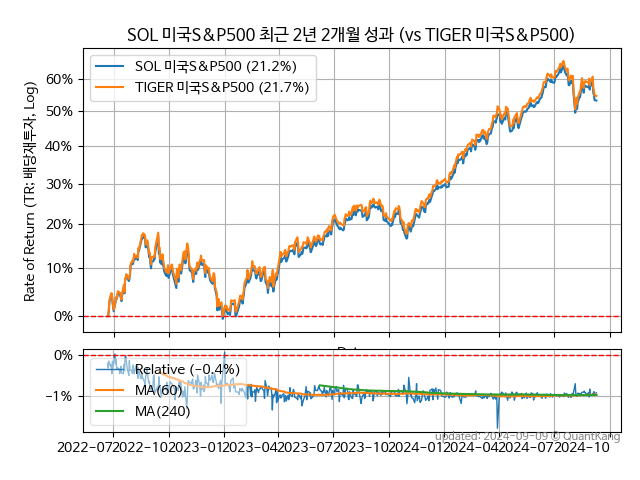 SOL 미국S&P500 최근 2년 2개월 성과 (vs TIGER 미국S&P500)
SOL 미국S&P500 (21.2%)
TIGER 미국S&P500 (21.7%)
Rate of Return (TR: 배당재투자, Log)
60%
50%
40%
30%
20%
10%
0%
0%
-1%
Relative (-0.4%)
MA(60)
MA(240)
updated: 2024-09-09 © QuantKang
2022-07 2022-10 2023-01 2023-04 2023-07 2023-10 2024-01 2024-04 2024-07 2024-10